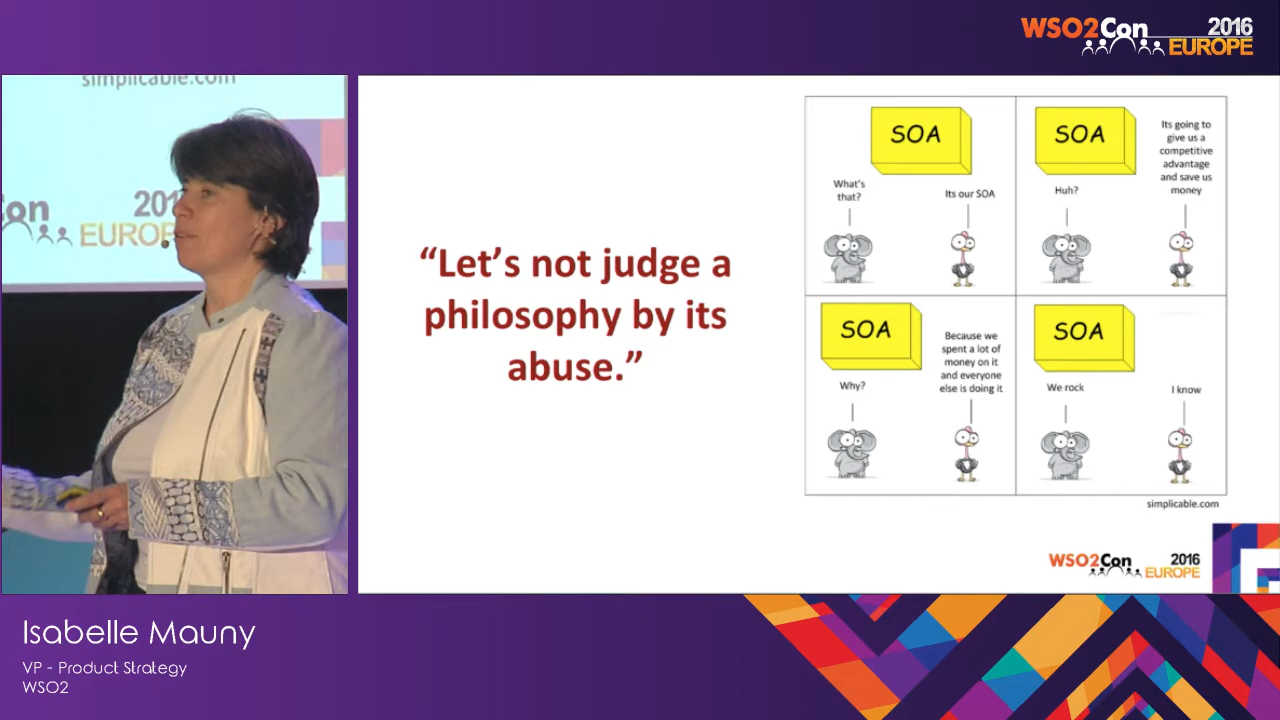 WSO2Con 2016
EUROPE
simplicable.com
Con 201
EUROP
“Let’s not judge a
philosophy by its
abuse.”
SOA
What's
that?
Its our SOA
SOA
Huh?
Its going to
give us a
competitive
advantage
and save us
money
SOA
Why?
Because we
spent a lot of
money on it
and everyone
else is doing it
SOA
We rock
I know
simplicable.com
WSO2Con 2016
EUROPE
Isabelle Mauny
VP - Product Strategy
WSO2